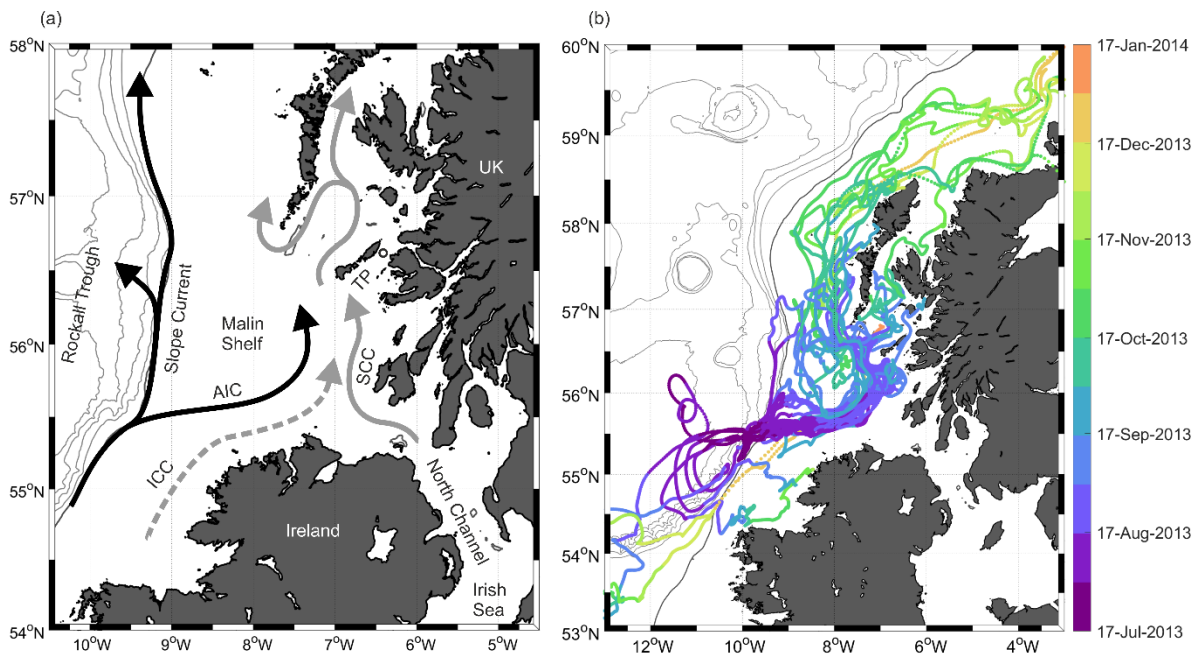 (a)
58°N
57°N
56°N
55°N
54°N
10°W
9°W
8°W
7°W
6°W
5°W
Rockall Trough
Slope Current
Malin
Shelf
AIC
ICC
SCC
TP
UK
Ireland
North Channel
Irish
Sea
(b)
60°N
59°N
58°N
57°N
56°N
55°N
54°N
53°N
12°W
10°W
8°W
6°W
4°W
17-Jan-2014
17-Dec-2013
17-Nov-2013
17-Oct-2013
17-Sep-2013
17-Aug-2013
17-Jul-2013